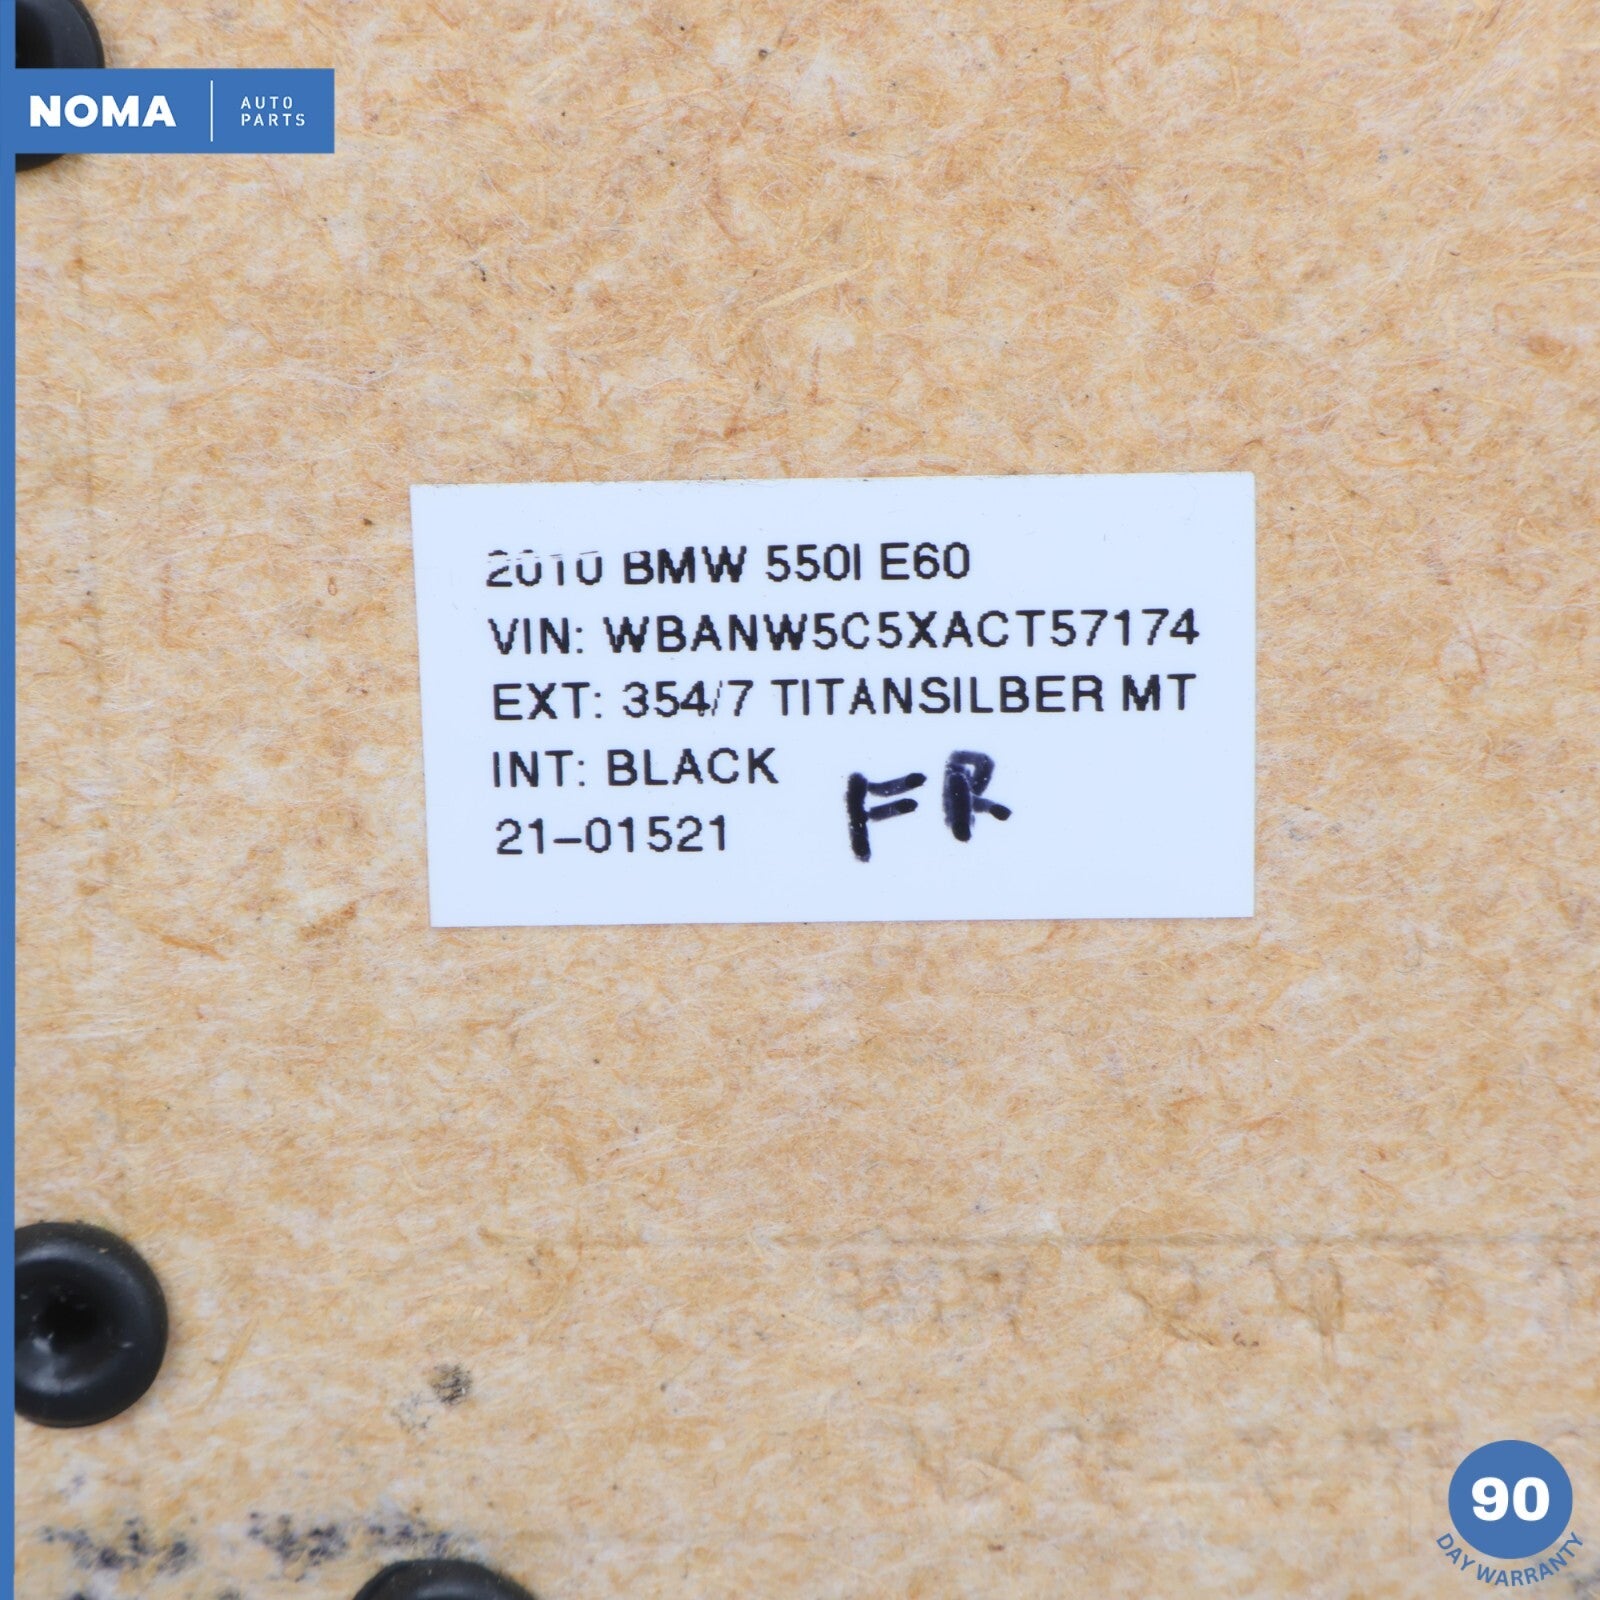 NOMA
AUTO
PARTS
2010 BMW 550I E60
VIN: WBANW5C5XACT57174
EXT: 354/7 TITANSILBER MT
INT: BLACK
FR
21-01521
90
DAY WARRANTY